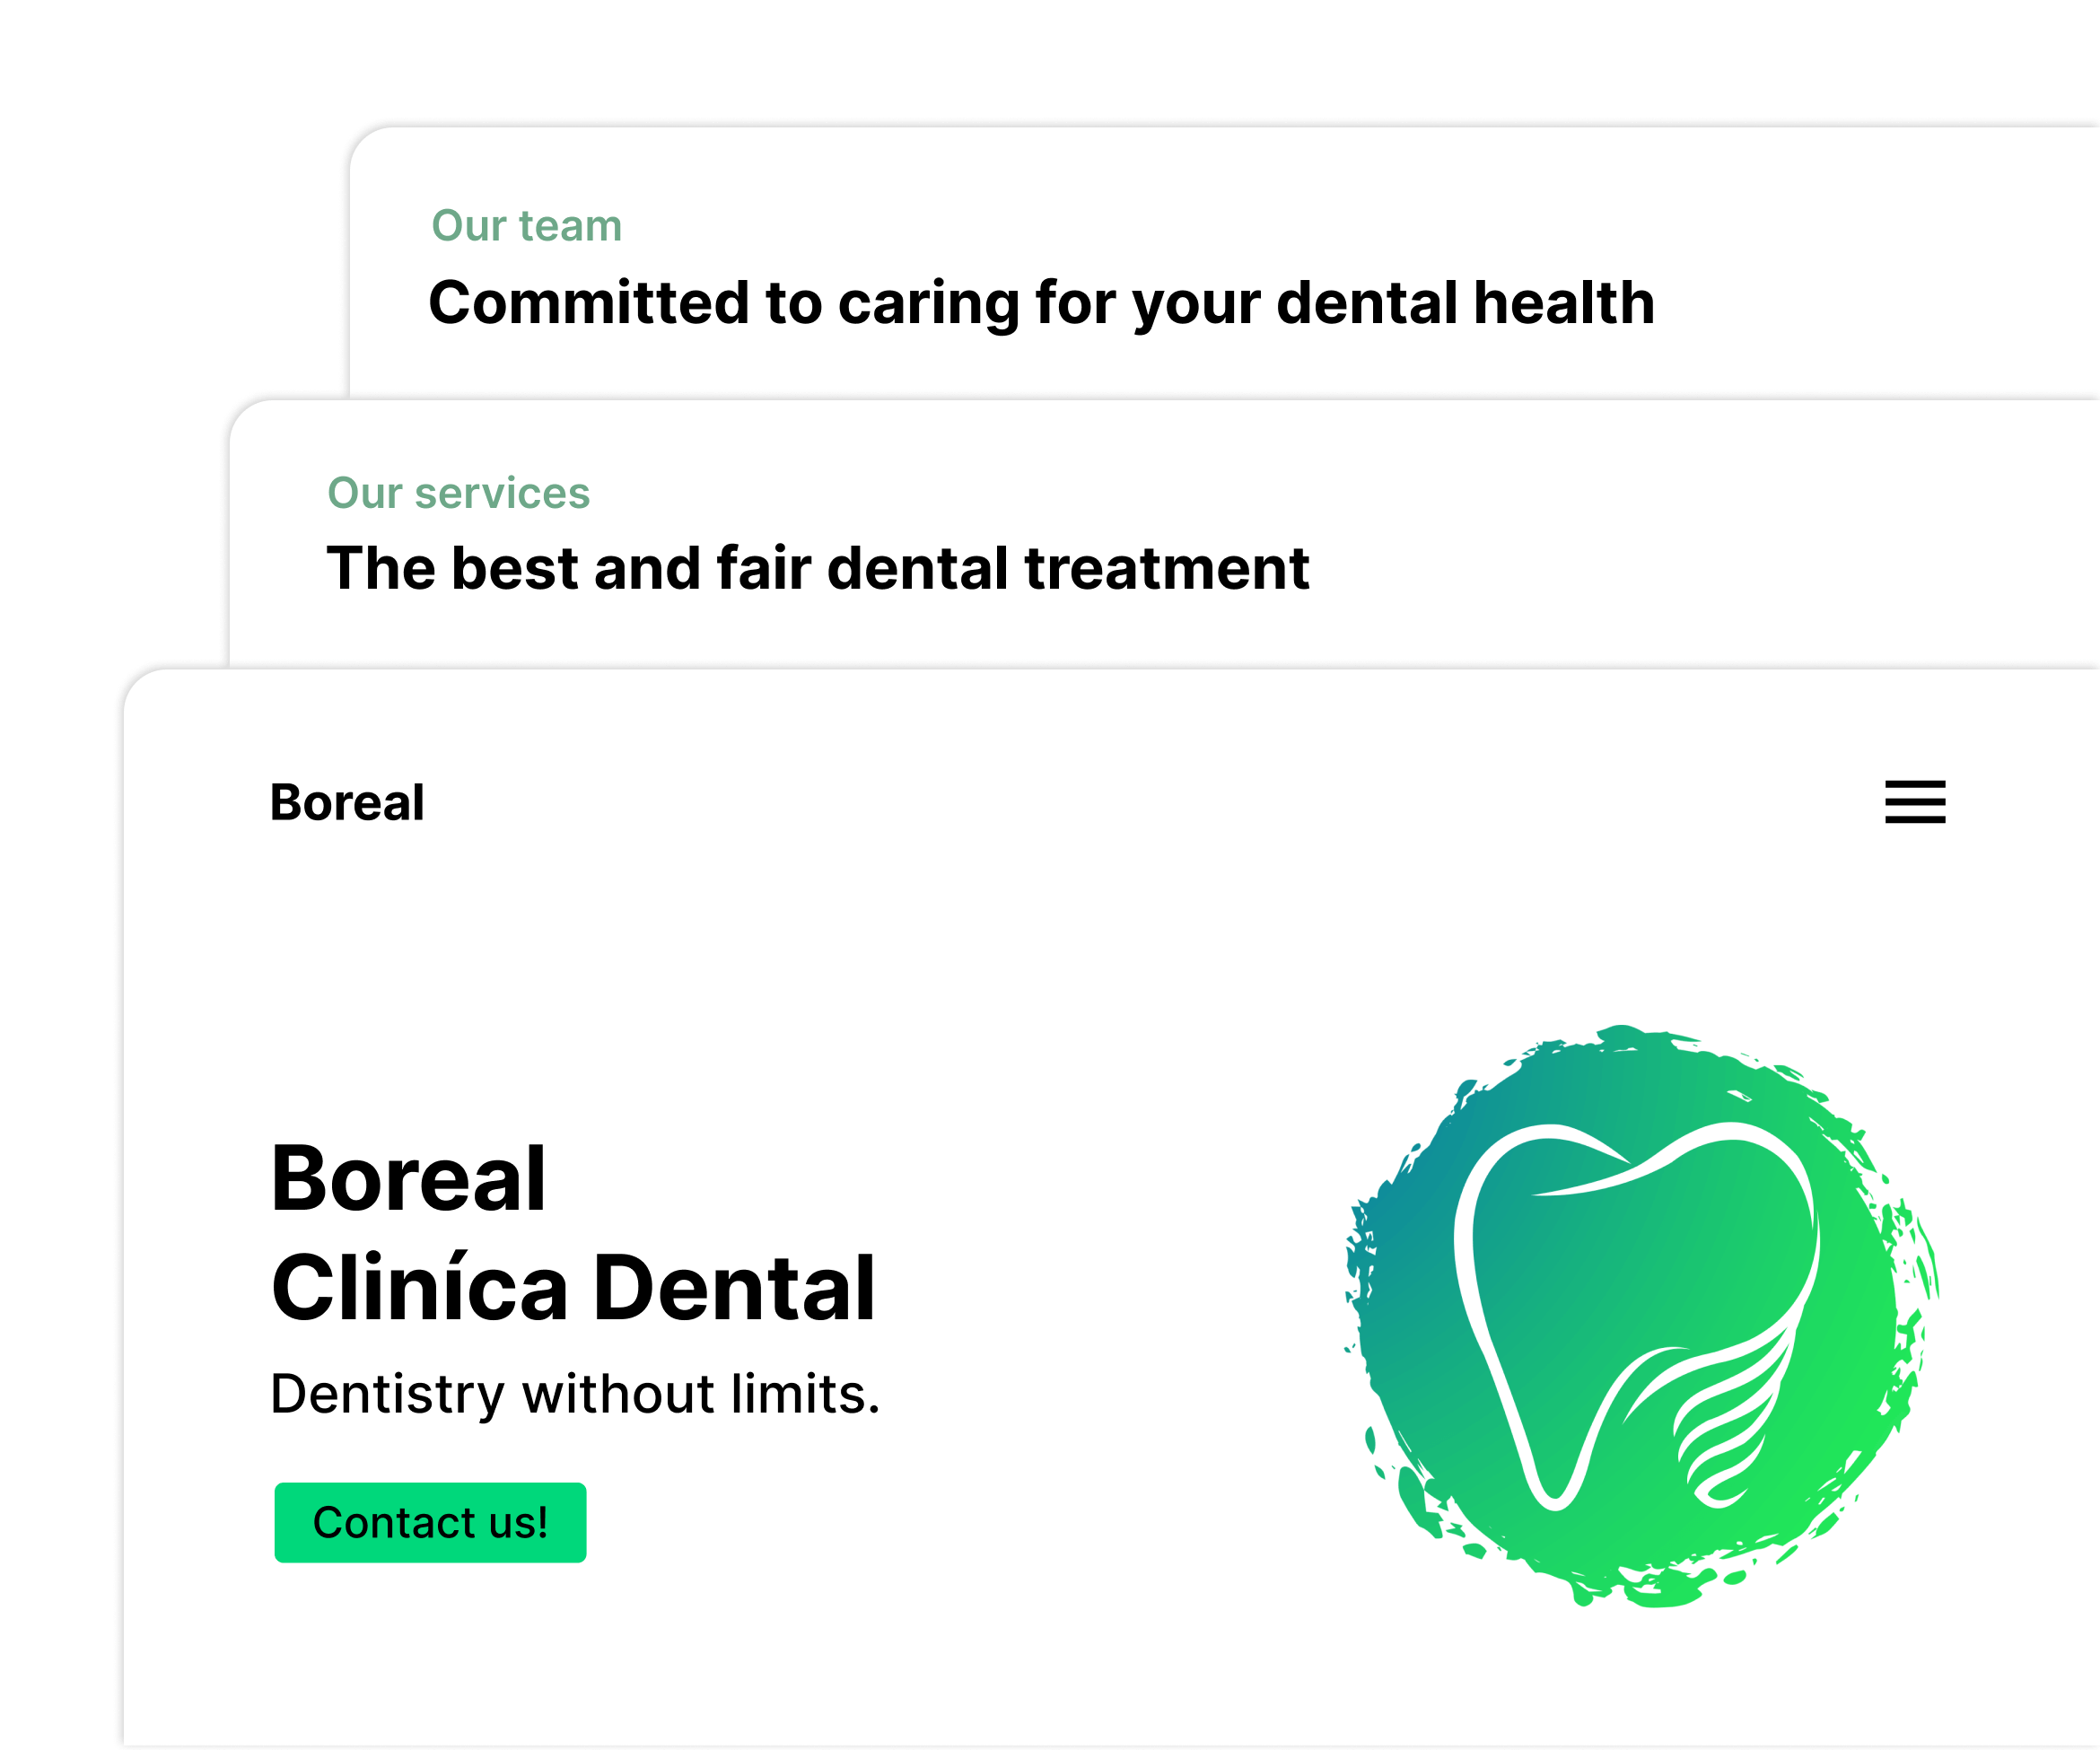 Our team
Committed to caring for your dental health
Our services
The best and fair dental treatment
Boreal
Boreal
Cliníca Dental
Dentistry without limits.
Contact us!